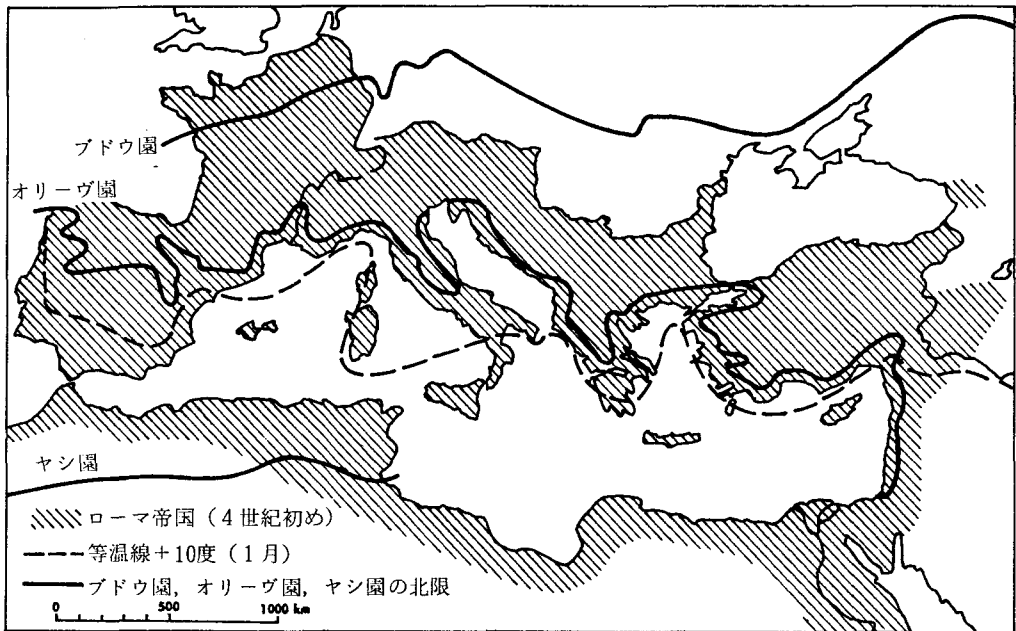 ブドウ園
オリーヴ園
ヤシ園
ローマ帝国(4世紀初め)
等温線+10度(1月)
ブドウ園,オリーヴ園,ヤシ園の北限
0 500 1000 km